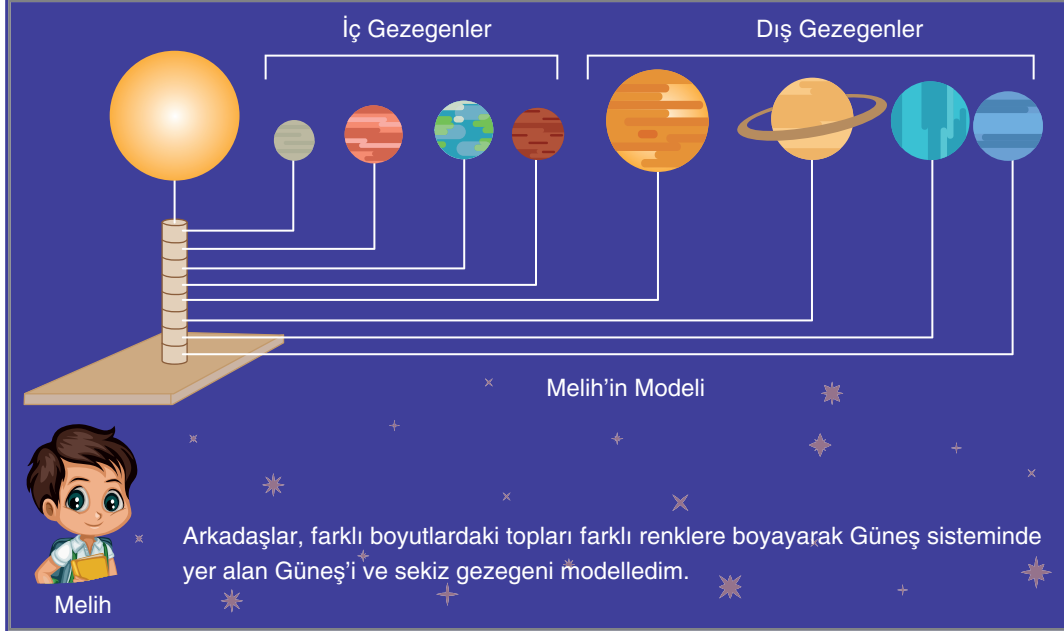 İç Gezegenler
Dış Gezegenler
Melih’in Modeli
Arkadaşlar, farklı boyutlardaki topları farklı renklere boyayarak Güneş sisteminde
yer alan Güneş’i ve sekiz gezegeni modelledim.
Melih